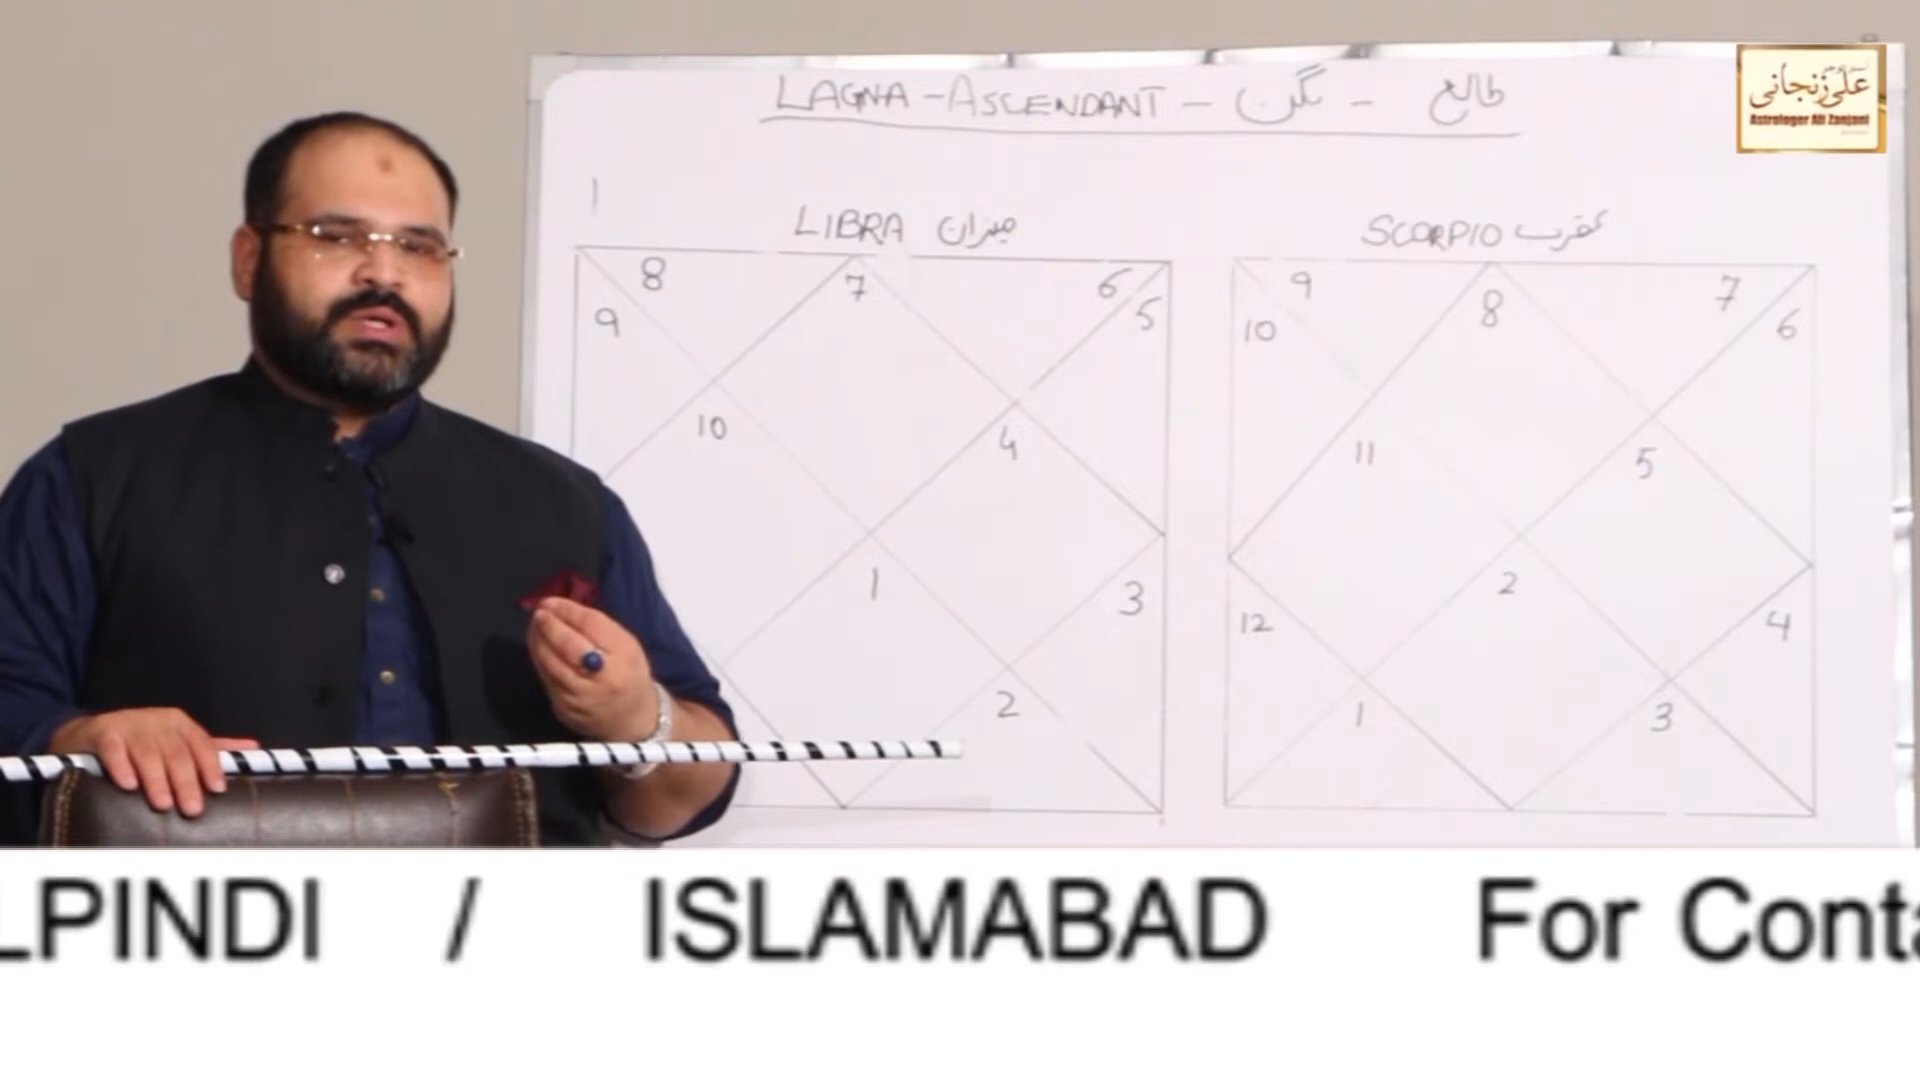 LAGNA - ASCENDANT - لگن - طالع
علی زنجانی
Astrologer Ali Zanjani
1
LIBRA میزان
8 7 6
9 5
10 4
1 3
2
SCORPIO عقرب
9 8 7
10 6
11 5
2
12 4
1 3
LPINDI / ISLAMABAD For Conta